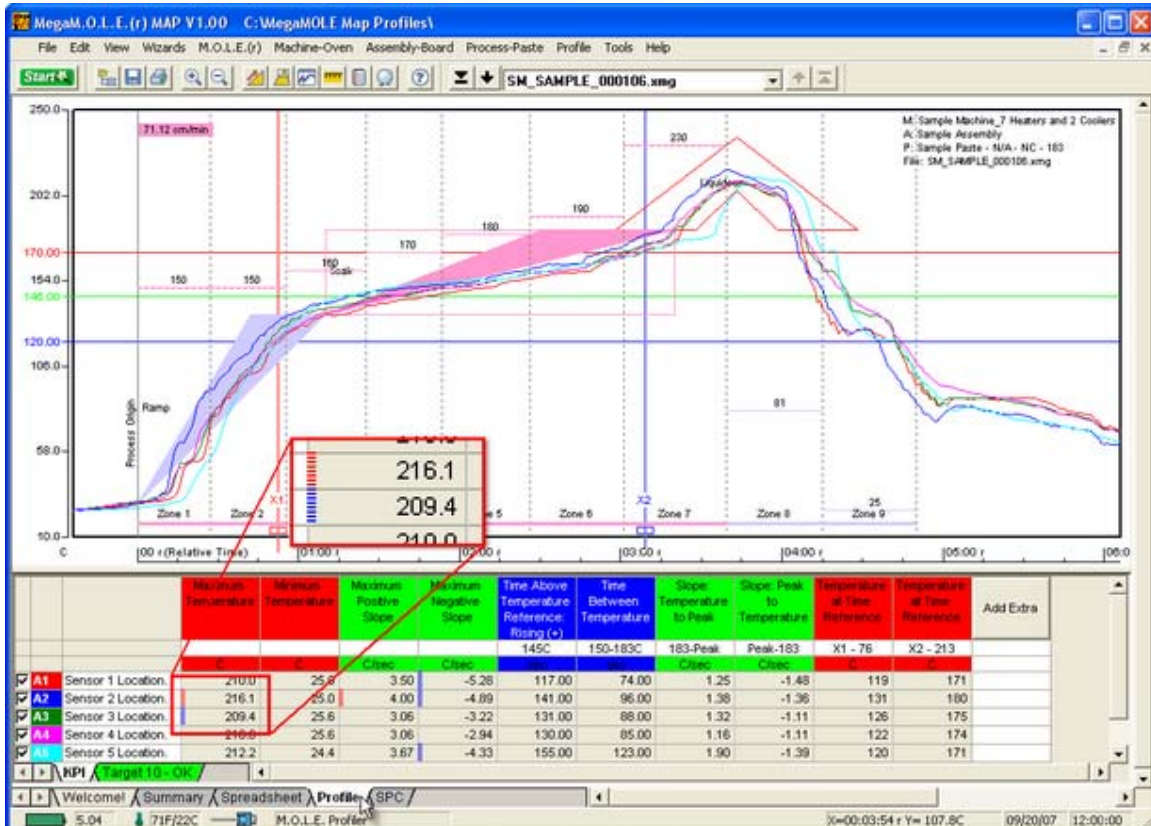 MegaM.O.L.E.(r) MAP V1.00 C:\MegaMOLE Map Profiles\
File Edit View Wizards M.O.L.E.(r) Machine-Oven Assembly-Board Process-Paste Profile Tools Help
Start
SM_SAMPLE_000106.xmg
250.0
71.12 cm/min
M: Sample Machine_7 Heaters and 2 Coolers
A: Sample Assembly
P: Sample Paste - N/A - NC - 183
File: SM_SAMPLE_000106.xmg
230
202.0
Liquidus
190
180
170
170.00
160
Soak
154.0
150 150
120.00
106.0
81
Process Origin
Ramp
58.0
216.1
209.4
210.0
25
X1
X2
Zone 1 Zone 2 Zone 6 Zone 7 Zone 8 Zone 9
10.0
C 00 r(Relative Time) 01:00 r 02:00 r 03:00 r 04:00 r 05:00 r 06:0
Maximum Temperature
Minimum Temperature
Maximum Positive Slope
Maximum Negative Slope
Time Above Temperature Reference: Rising (+)
Time Between Temperature
Slope: Temperature to Peak
Slope: Peak to Temperature
Temperature at Time Reference
Temperature at Time Reference
Add Extra
145C 150-183C 183-Peak Peak-183 X1 - 76 X2 - 213
C C C/sec C/sec sec sec C/sec C/sec C C
A1 Sensor 1 Location. 210.0 25.0 3.50 -5.28 117.00 74.00 1.25 -1.48 119 171
A2 Sensor 2 Location. 216.1 25.0 4.00 -4.89 141.00 96.00 1.38 -1.36 131 180
A3 Sensor 3 Location. 209.4 25.6 3.06 -3.22 131.00 88.00 1.32 -1.11 126 175
A4 Sensor 4 Location. 25.6 3.06 -2.94 130.00 85.00 1.16 -1.11 122 174
Sensor 5 Location. 212.2 24.4 3.67 -4.33 155.00 123.00 1.90 -1.39 120 171
KPI Target 10 - OK
Welcome! Summary Spreadsheet Profile SPC
5.04 71F/22C M.O.L.E. Profiler X=00:03:54 r Y= 107.8C 09/20/07 12:00:00